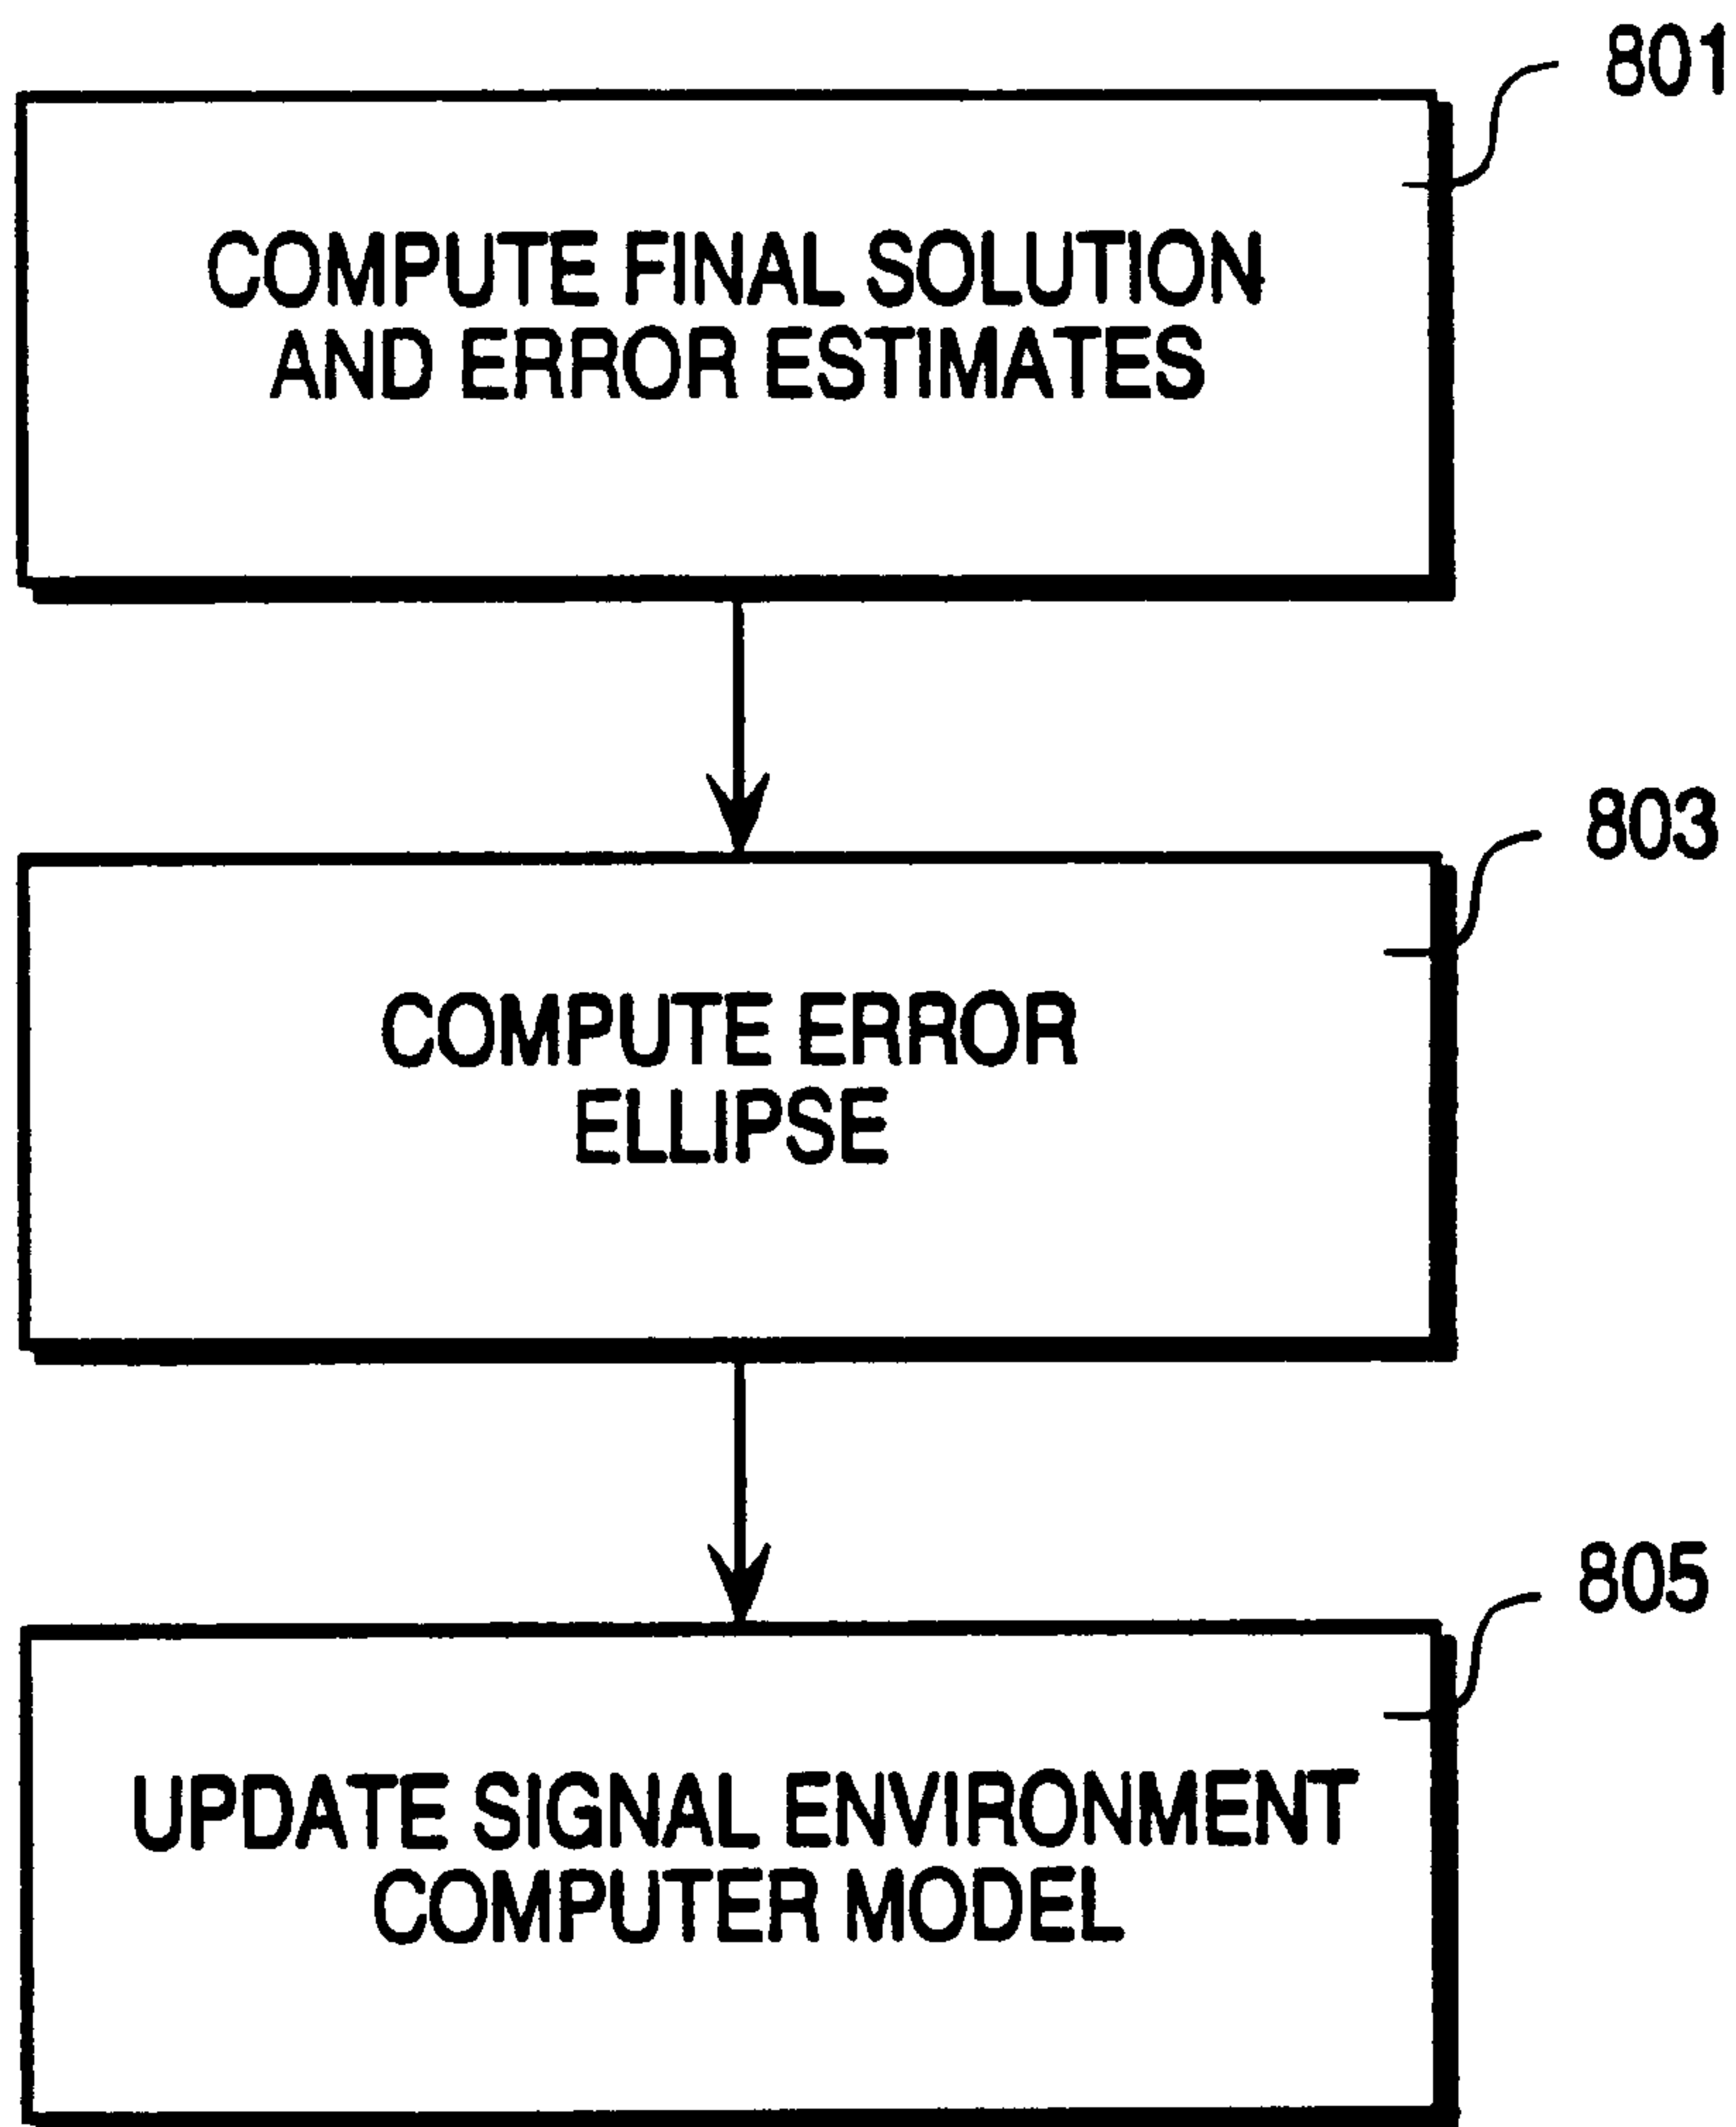 801
COMPUTE FINAL SOLUTION
AND ERROR ESTIMATES
803
COMPUTE ERROR
ELLIPSE
805
UPDATE SIGNAL ENVIRONMENT
COMPUTER MODEL